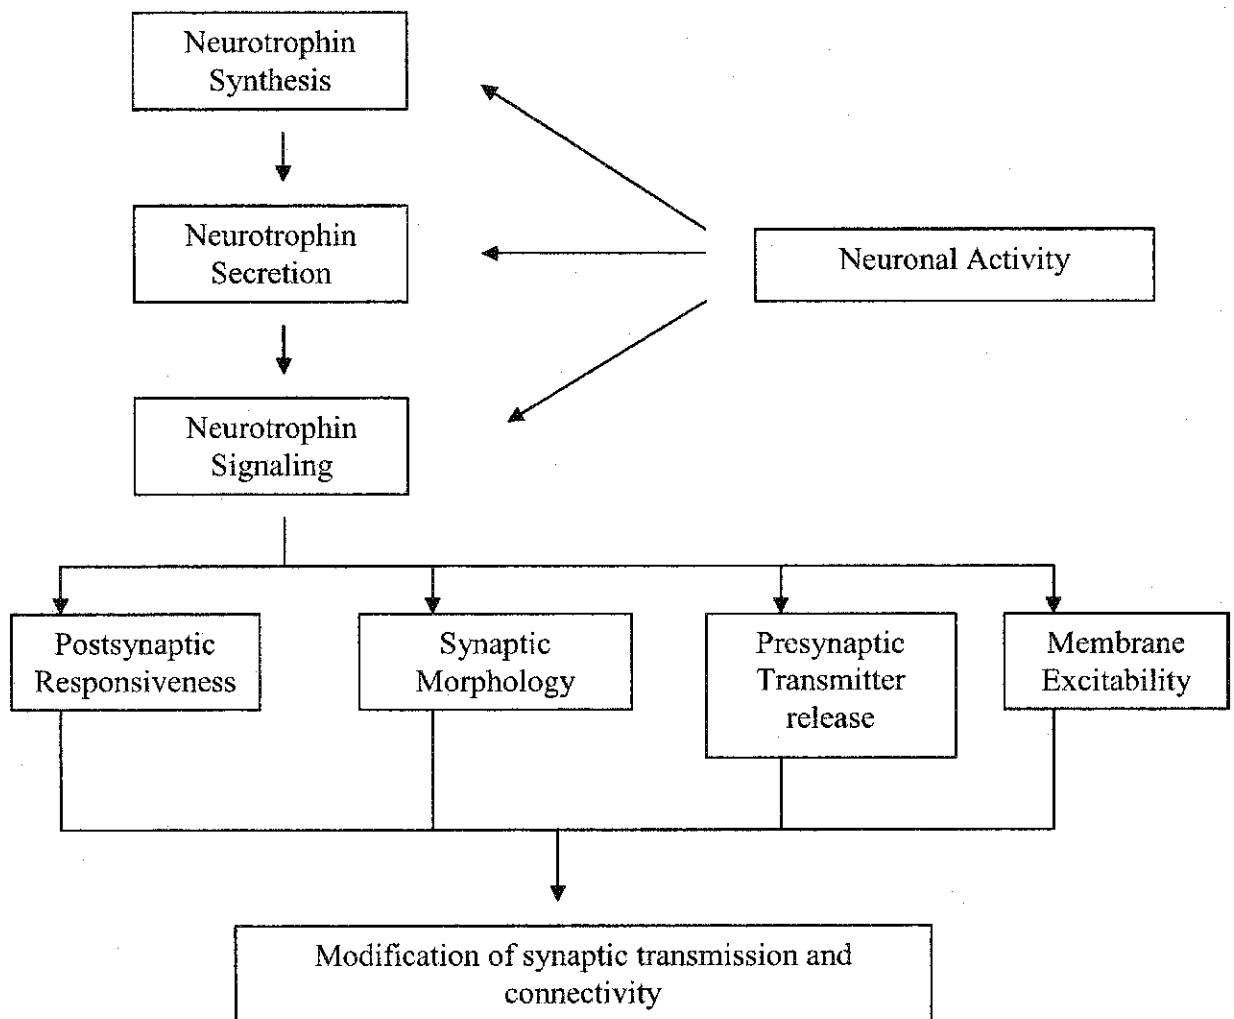 Neurotrophin
Synthesis
Neurotrophin
Secretion
Neuronal Activity
Neurotrophin
Signaling
Postsynaptic
Responsiveness
Synaptic
Morphology
Presynaptic
Transmitter
release
Membrane
Excitability
Modification of synaptic transmission and
connectivity